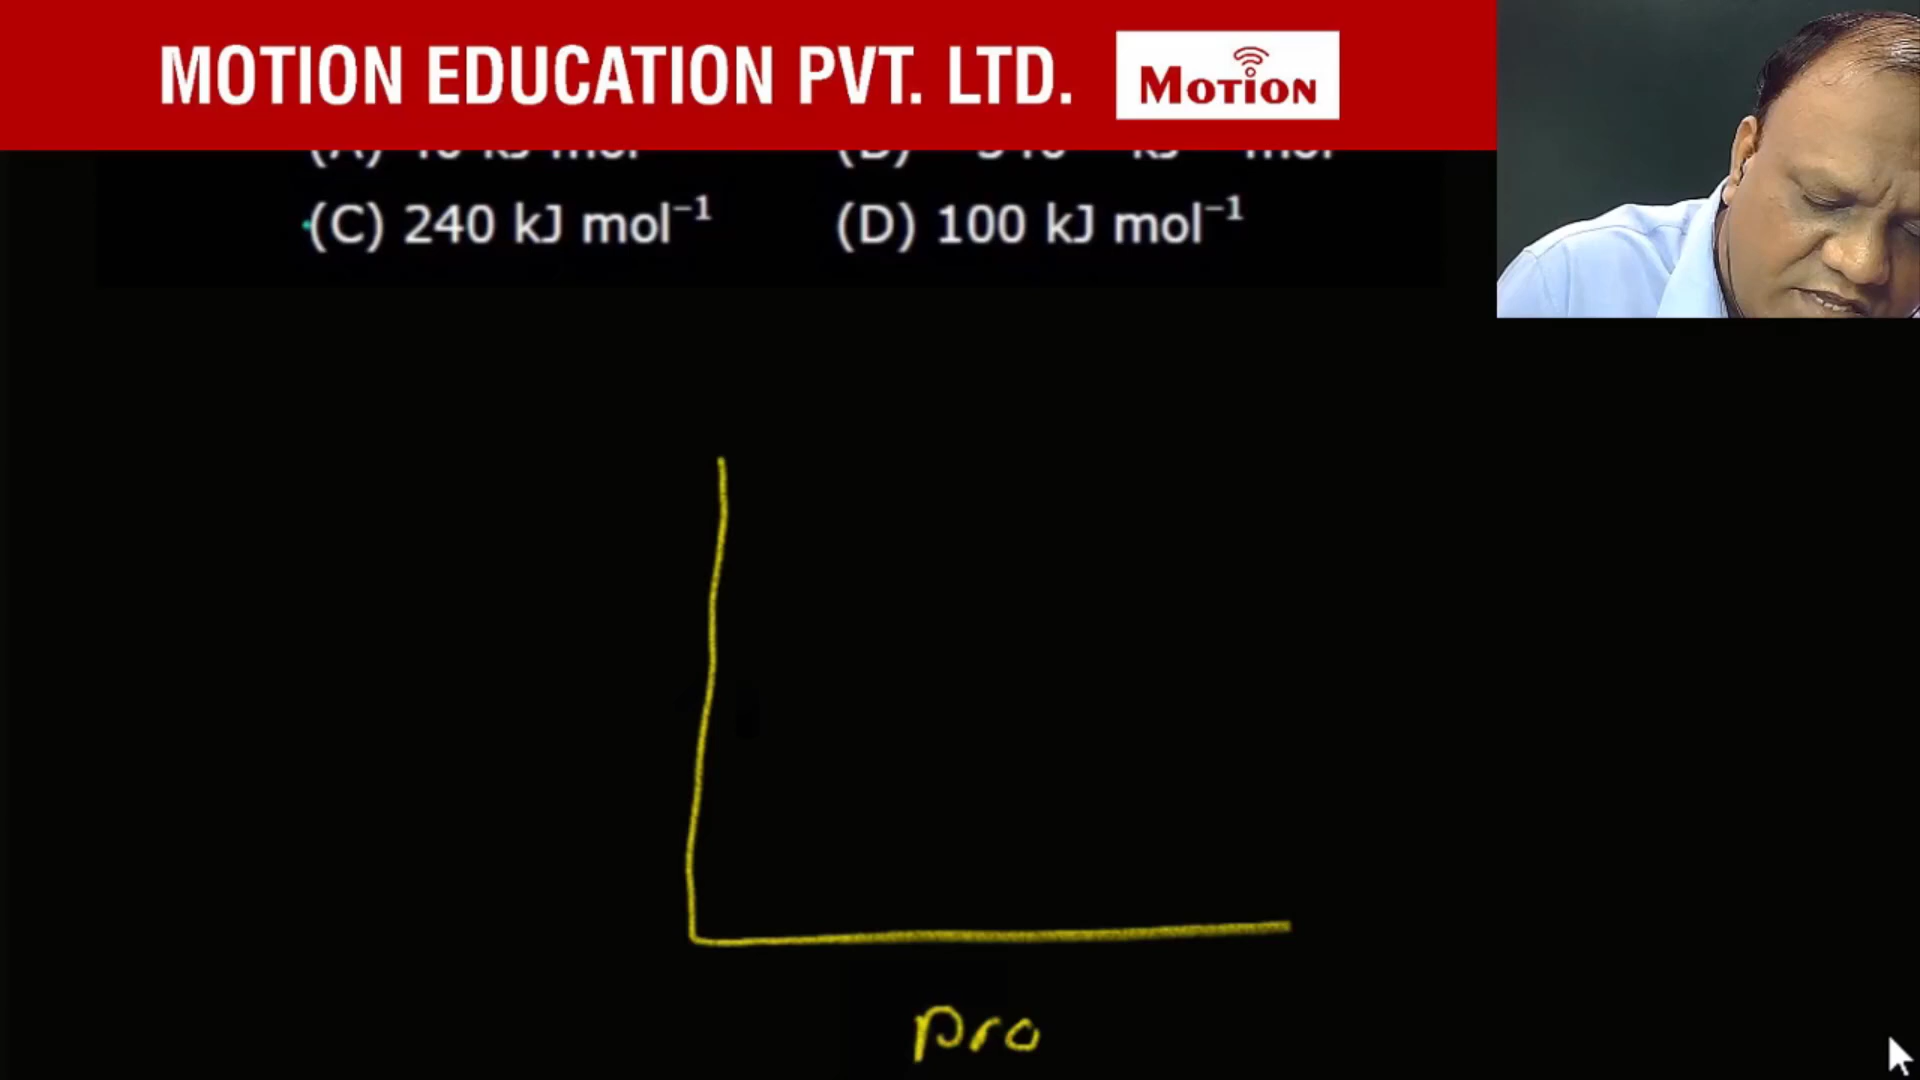 MOTION EDUCATION PVT. LTD. MOTION
(C) 240 kJ mol⁻¹ (D) 100 kJ mol⁻¹
pro